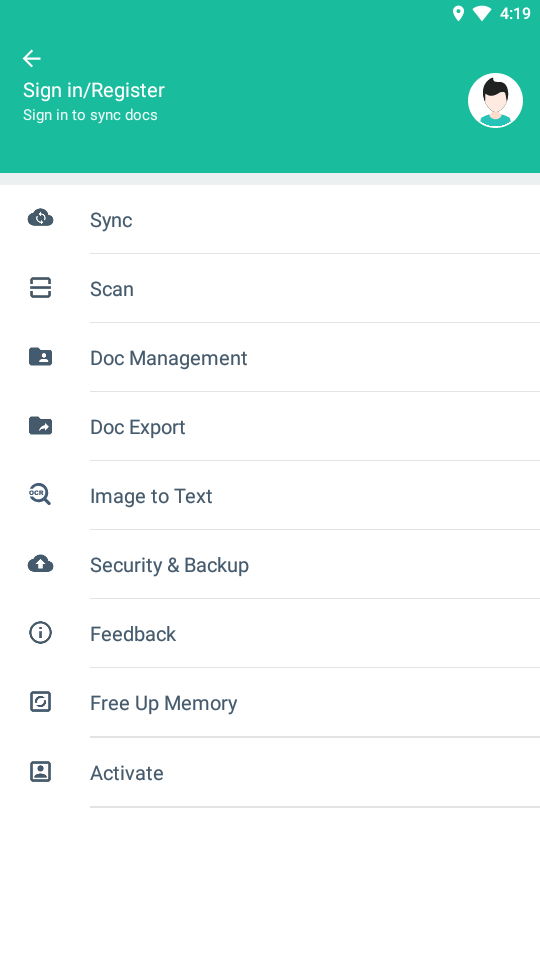 4:19
Sign in/Register
Sign in to sync docs
Sync
Scan
Doc Management
Doc Export
OCR
Image to Text
Security & Backup
Feedback
Free Up Memory
Activate